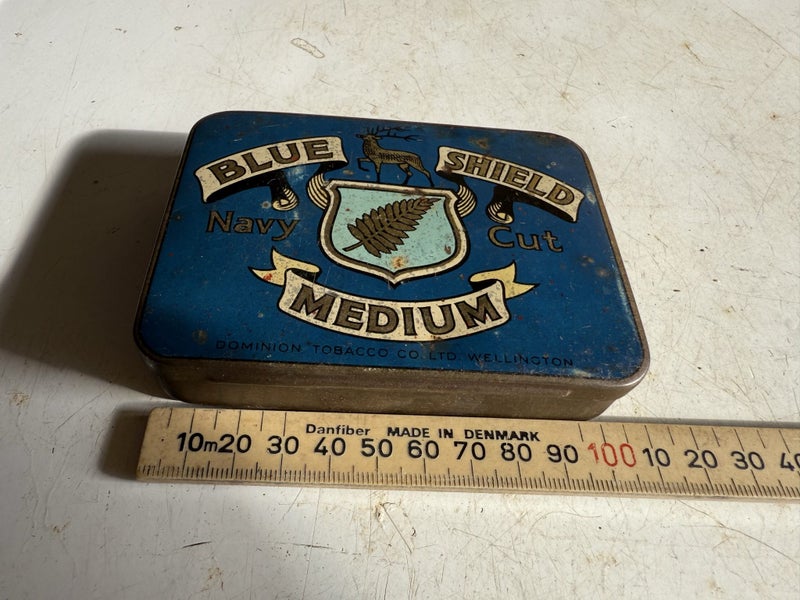 BLUE SHIELD
Navy Cut
MEDIUM
DOMINION TOBACCO CO. LTD. WELLINGTON
Danfiber MADE IN DENMARK
10m20 30 40 50 60 70 80 90 100 10 20 30 40